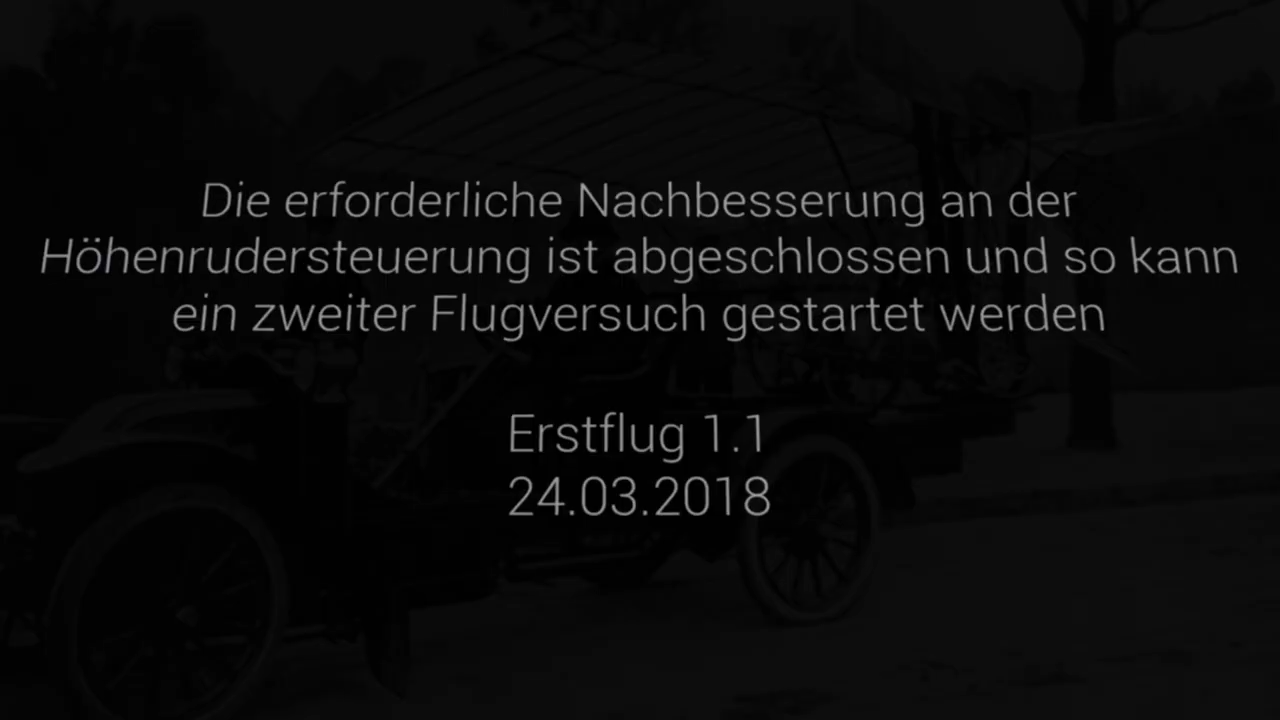 Die erforderliche Nachbesserung an der
Höhenrudersteuerung ist abgeschlossen und so kann
ein zweiter Flugversuch gestartet werden
Erstflug 1.1
24.03.2018